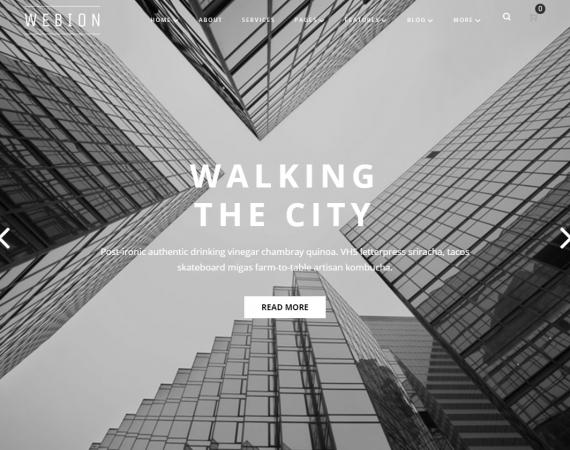 WEBION
HOME ABOUT SERVICES PAGES FEATURES BLOG MORE 0
WALKING
THE CITY
Post-ironic authentic drinking vinegar chambray quinoa. VHS letterpress sriracha, tacos
skateboard migas farm-to-table artisan kombucha.
READ MORE